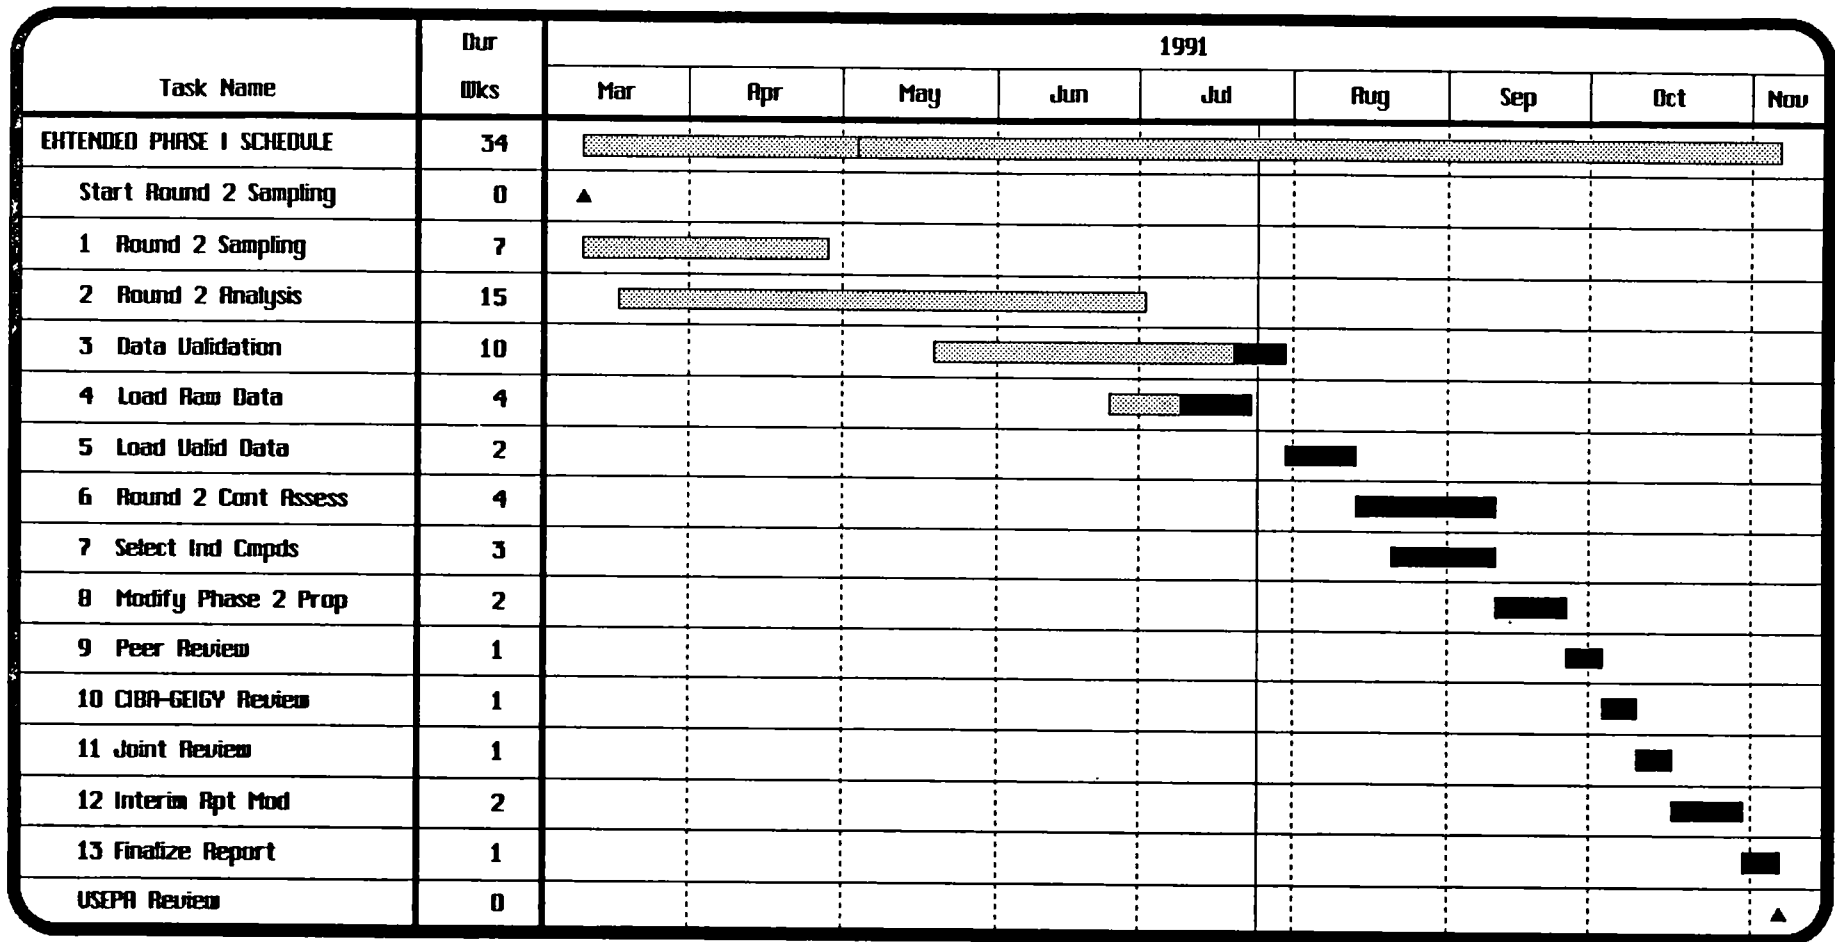 Dur
1991
Task Name Wks Mar Apr May Jun Jul Aug Sep Oct Nov
EXTENDED PHASE I SCHEDULE 34
Start Round 2 Sampling 0
1 Round 2 Sampling 7
2 Round 2 Analysis 15
3 Data Validation 10
4 Load Raw Data 4
5 Load Valid Data 2
6 Round 2 Cont Assess 4
7 Select Ind Cmpds 3
8 Modify Phase 2 Prop 2
9 Peer Review 1
10 CIBA-GEIGY Review 1
11 Joint Review 1
12 Interim Rpt Mod 2
13 Finalize Report 1
USEPA Review 0